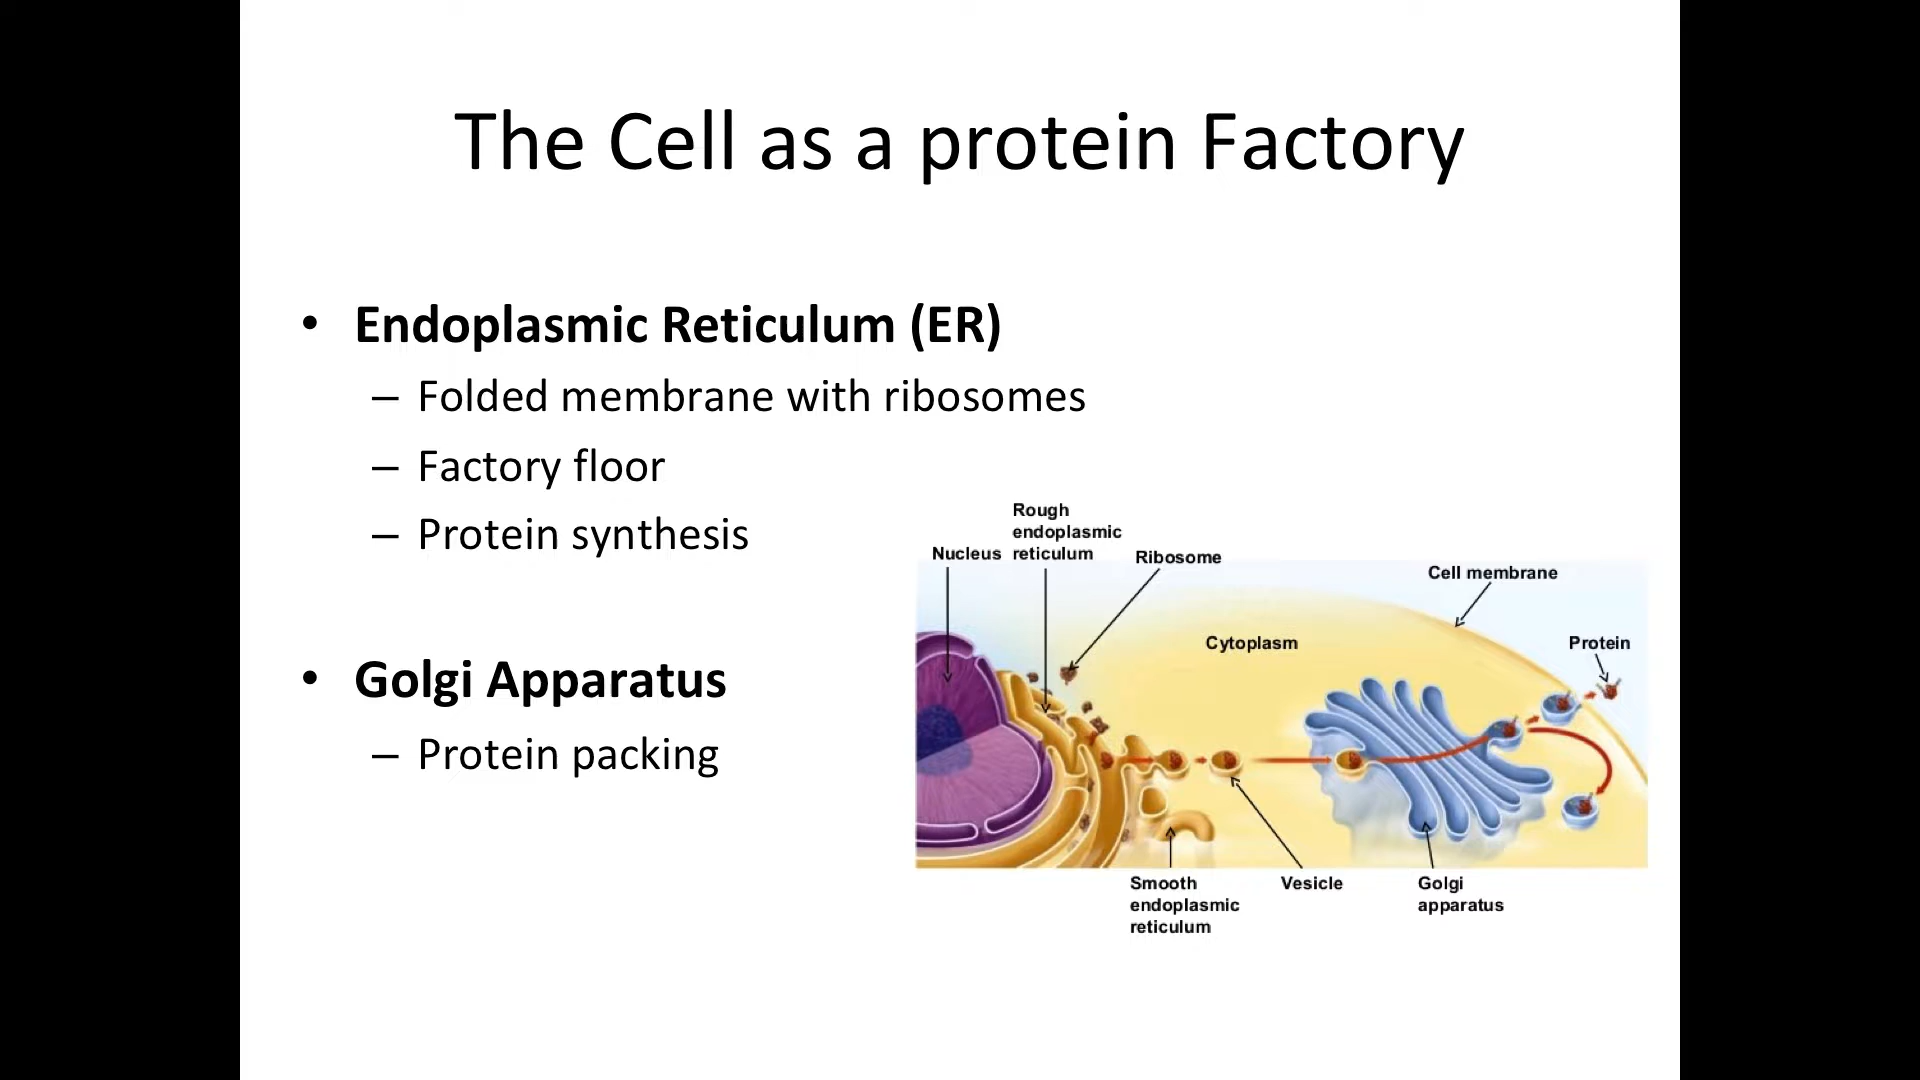 The Cell as a protein Factory
• Endoplasmic Reticulum (ER)
– Folded membrane with ribosomes
– Factory floor
– Protein synthesis
• Golgi Apparatus
– Protein packing
Nucleus
Rough
endoplasmic
reticulum
Ribosome
Cell membrane
Cytoplasm
Protein
Smooth
endoplasmic
reticulum
Vesicle
Golgi
apparatus